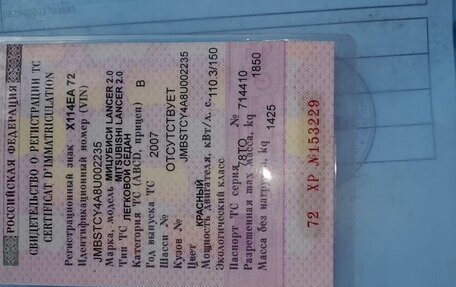 РОССИЙСКАЯ ФЕДЕРАЦИЯ
СВИДЕТЕЛЬСТВО О РЕГИСТРАЦИИ ТС
CERTIFICAT D'IMMATRICULATION
Регистрационный знак Х114ЕА 72
Идентификационный номер (VIN)
JMBSTCY4A8U002235
Марка, модель МИЦУБИСИ ЛАНСЕР 2.0
MITSUBISHI LANCER 2.0
Тип ТС ЛЕГКОВОЙ СЕДАН
Категория ТС (ABCD, прицеп) B
Год выпуска ТС 2007
Шасси № ОТСУТСТВУЕТ
Кузов № JMBSTCY4A8U002235
Цвет КРАСНЫЙ
Мощность двигателя, кВт/л. с. 110.3/150
Экологический класс
Паспорт ТС серия 78ТО № 714410
Разрешенная max масса, kg 1850
Масса без нагрузки, kg 1425
72 ХР №153229